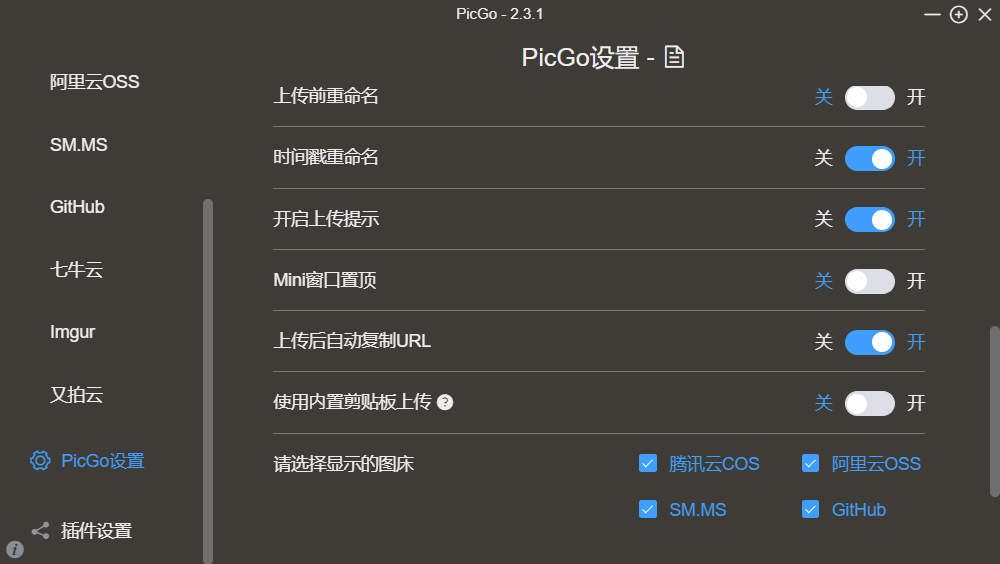 PicGo - 2.3.1
PicGo设置 -
阿里云OSS
SM.MS
GitHub
七牛云
Imgur
又拍云
PicGo设置
插件设置
上传前重命名 关 开
时间戳重命名 关 开
开启上传提示 关 开
Mini窗口置顶 关 开
上传后自动复制URL 关 开
使用内置剪贴板上传 关 开
请选择显示的图床 腾讯云COS 阿里云OSS
SM.MS GitHub